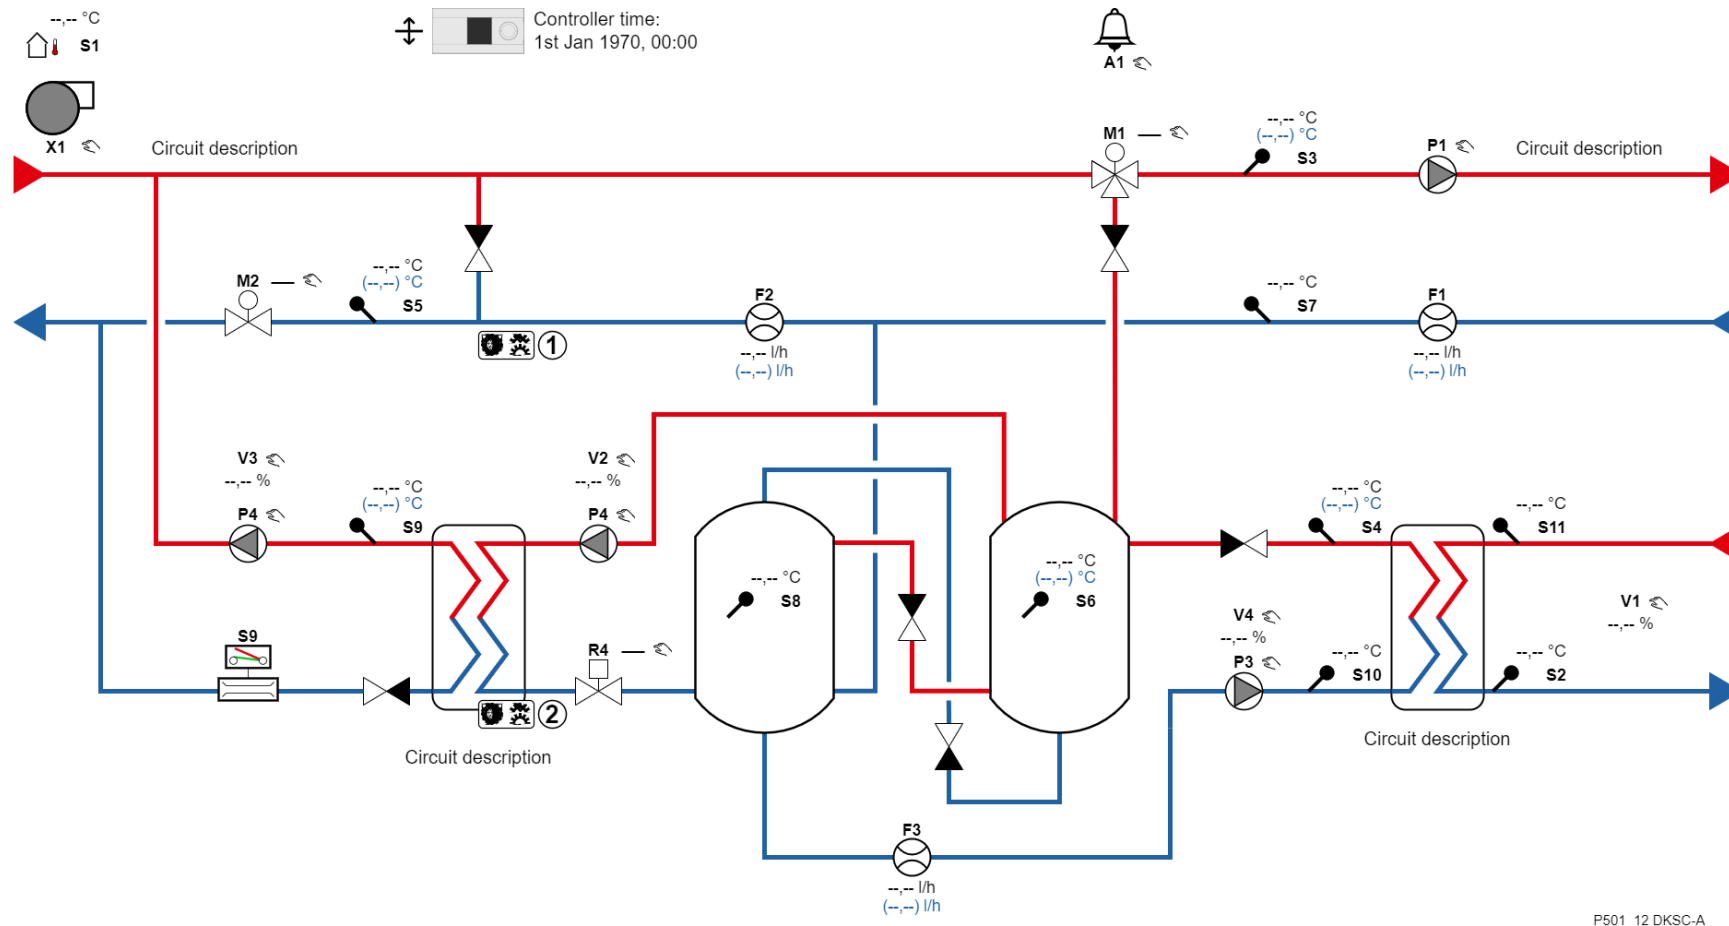 --,-- °C
S1
Controller time:
1st Jan 1970, 00:00
A1
X1
Circuit description
M1
--,-- °C
(--,--) °C
S3
P1
Circuit description
M2
--,-- °C
(--,--) °C
S5
F2
--,-- l/h
(--,--) l/h
1
--,-- °C
S7
F1
--,-- l/h
(--,--) l/h
V3
--,-- %
P4
--,-- °C
(--,--) °C
S9
V2
--,-- %
P4
--,-- °C
S8
--,-- °C
(--,--) °C
S6
--,-- °C
(--,--) °C
S4
--,-- °C
S11
S9
R4
2
Circuit description
V4
--,-- %
P3
--,-- °C
S10
--,-- °C
S2
V1
--,-- %
Circuit description
F3
--,-- l/h
(--,--) l/h
P501 12 DKSC-A